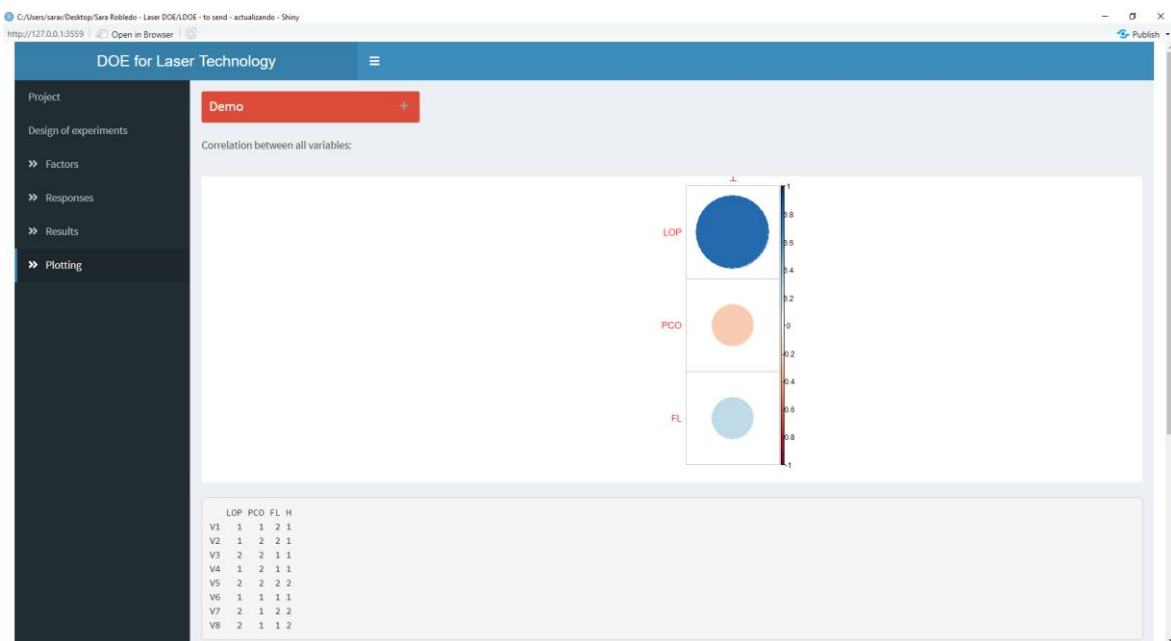 C:/Users/sarar/Desktop/Sara Robledo - Laser DOE/LDOE - to send - actualizando - Shiny
http://127.0.0.1:3559 Open in Browser Publish
DOE for Laser Technology
Project
Design of experiments
Factors
Responses
Results
Plotting
Demo
Correlation between all variables:
LOP
PCO
FL
1
0.8
0.6
0.4
0.2
0
-0.2
-0.4
-0.6
-0.8
-1
LOP PCO FL H
V1 1 1 2 1
V2 1 2 2 1
V3 2 2 1 1
V4 1 2 1 1
V5 2 2 2 2
V6 1 1 1 1
V7 2 1 2 2
V8 2 1 1 2